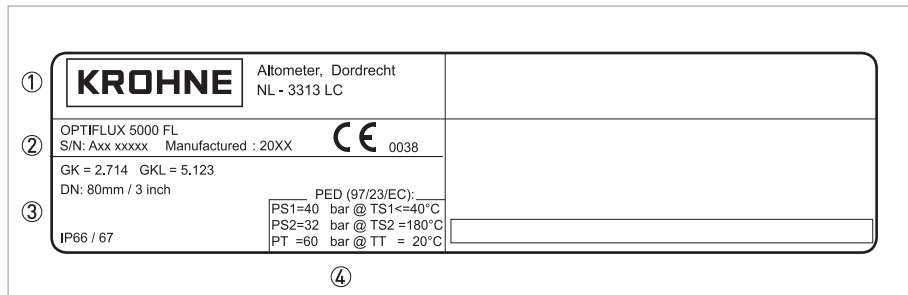 ① KROHNE Altometer, Dordrecht
NL - 3313 LC
② OPTIFLUX 5000 FL
S/N: Axx xxxxx Manufactured : 20XX CE 0038
③ GK = 2.714 GKL = 5.123
DN: 80mm / 3 inch
PED (97/23/EC):
PS1=40 bar @ TS1<=40°C
PS2=32 bar @ TS2 =180°C
IP66 / 67 PT =60 bar @ TT = 20°C
④